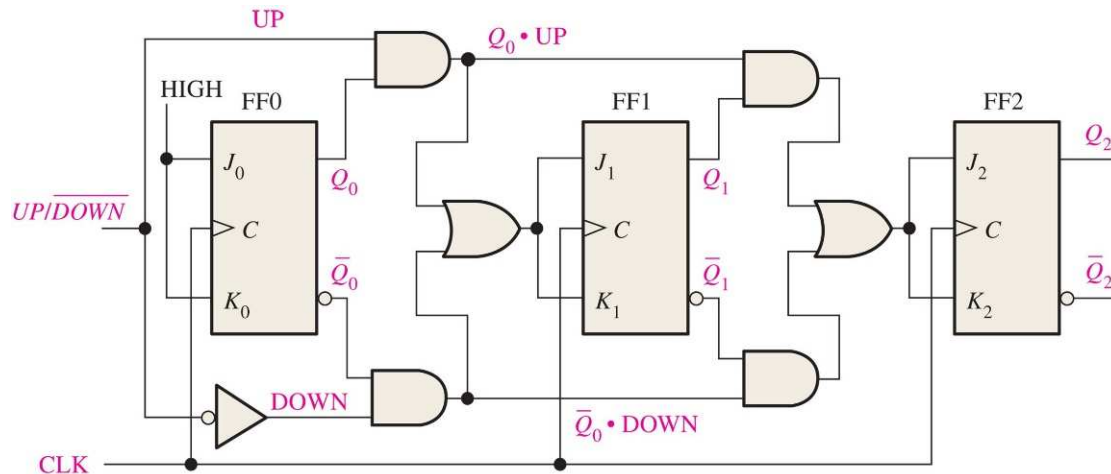 UP
Q₀ • UP
HIGH
FF0
FF1
FF2
J₀
Q₀
J₁
Q₁
J₂
Q₂
UP/D̅O̅W̅N̅
C
C
C
Q̅₀
Q̅₁
Q̅₂
K₀
K₁
K₂
DOWN
Q̅₀ • DOWN
CLK